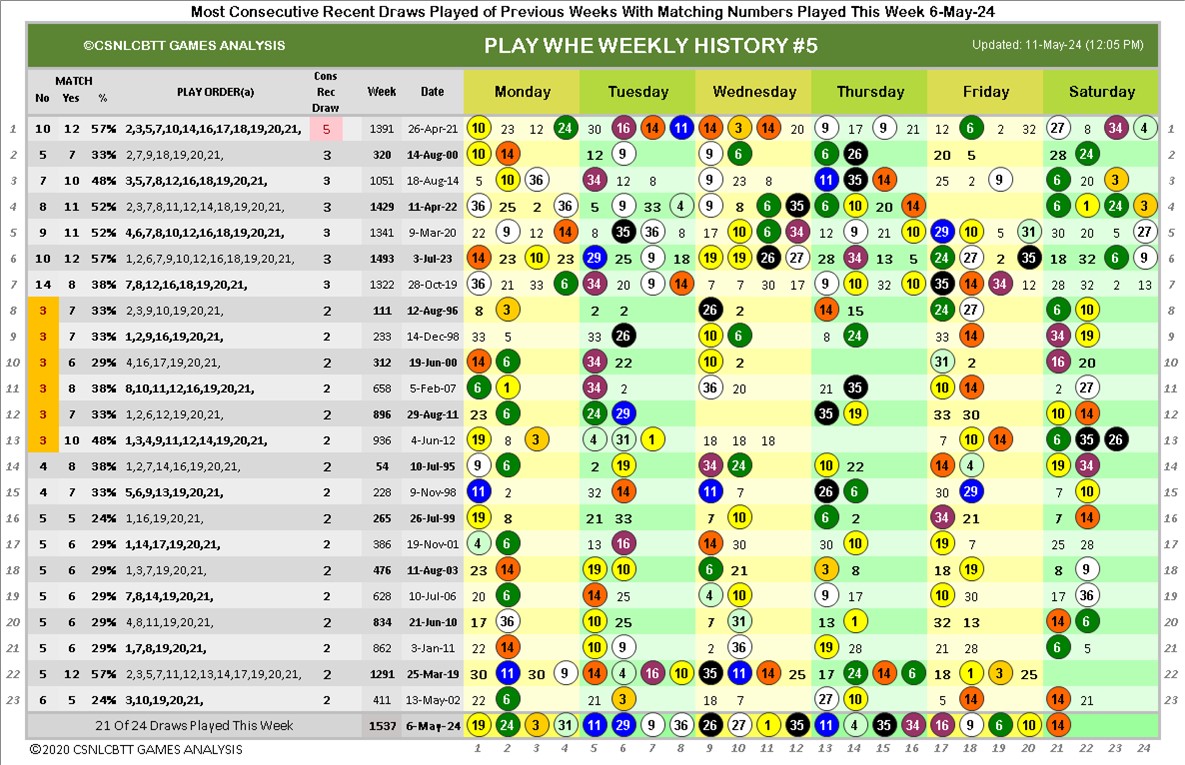 Most Consecutive Recent Draws Played of Previous Weeks With Matching Numbers Played This Week 6-May-24
©CSNLCBTT GAMES ANALYSIS PLAY WHE WEEKLY HISTORY #5 Updated: 11-May-24 (12:05 PM)
No MATCH Yes % PLAY ORDER(a) Cons Rec Draw Week Date Monday Tuesday Wednesday Thursday Friday Saturday
1 10 12 57% 2,3,5,7,10,14,16,17,18,19,20,21, 5 1391 26-Apr-21 10 23 12 24 30 16 14 11 14 3 14 20 9 17 9 21 12 6 2 32 27 8 34 4 1
2 5 7 33% 2,7,9,18,19,20,21, 3 320 14-Aug-00 10 14 12 9 9 6 6 26 20 5 28 24 2
3 7 10 48% 3,5,7,8,12,16,18,19,20,21, 3 1051 18-Aug-14 5 10 36 34 12 8 9 23 8 11 35 14 25 2 9 6 20 3 3
4 8 11 52% 2,3,8,7,11,12,14,18,19,20,21, 3 1429 11-Apr-22 36 25 2 36 5 9 33 4 9 8 6 35 6 10 20 14 6 1 24 3 4
5 9 11 52% 4,6,7,8,10,12,16,18,19,20,21, 3 1341 9-Mar-20 22 9 12 14 8 35 36 8 17 10 6 34 12 9 21 10 29 10 5 31 30 20 5 27 5
6 10 12 57% 1,2,6,7,9,10,12,16,18,19,20,21, 3 1493 3-Jul-23 14 23 10 23 29 25 9 18 19 19 26 27 28 34 13 5 24 27 2 35 18 32 6 9 6
7 14 8 38% 7,8,12,16,18,19,20,21, 3 1322 28-Oct-19 36 21 33 6 34 20 9 14 7 7 30 17 9 10 32 10 35 14 34 12 28 32 2 13 7
8 3 7 33% 2,3,9,10,19,20,21, 2 111 12-Aug-96 8 3 2 2 26 2 14 15 24 27 6 10 8
9 3 7 33% 1,2,9,16,19,20,21, 2 233 14-Dec-98 33 5 33 26 10 6 8 24 33 14 34 19 9
10 3 6 29% 4,16,17,19,20,21, 2 312 19-Jun-00 14 6 34 22 10 2 31 2 16 20 10
11 3 8 38% 8,10,11,12,16,19,20,21, 2 658 5-Feb-07 6 1 34 2 36 20 21 35 10 14 2 27 11
12 3 7 33% 1,2,6,12,19,20,21, 2 896 29-Aug-11 23 6 24 29 35 19 33 30 10 14 12
13 3 10 48% 1,3,4,9,11,12,14,19,20,21, 2 936 4-Jun-12 19 8 3 4 31 1 18 18 18 7 10 14 6 35 26 13
14 4 8 38% 1,2,7,14,16,19,20,21, 2 54 10-Jul-95 9 6 2 19 34 24 10 22 14 4 19 34 14
15 4 7 33% 5,6,9,13,19,20,21, 2 228 9-Nov-98 11 2 32 14 11 7 26 6 30 29 7 10 15
16 5 5 24% 1,16,19,20,21, 2 265 26-Jul-99 19 8 21 33 7 10 6 2 34 21 7 14 16
17 5 6 29% 1,14,17,19,20,21, 2 386 19-Nov-01 4 6 13 16 14 30 30 10 19 7 25 28 17
18 5 6 29% 1,3,7,19,20,21, 2 476 11-Aug-03 23 14 19 10 6 21 3 8 18 19 8 9 18
19 5 6 29% 7,8,14,19,20,21, 2 628 10-Jul-06 20 6 14 25 4 10 9 17 10 30 17 36 19
20 5 6 29% 4,8,11,19,20,21, 2 834 21-Jun-10 17 36 10 25 7 31 13 1 32 13 14 6 20
21 5 6 29% 1,7,8,19,20,21, 2 862 3-Jan-11 22 14 10 9 2 36 19 28 21 28 6 5 21
22 12 57% 2,3,5,7,11,12,13,14,17,19,20,21, 2 1291 25-Mar-19 30 11 30 9 14 4 16 10 35 11 14 25 17 24 14 6 18 1 3 25 22
23 6 5 24% 3,10,19,20,21, 2 411 13-May-02 22 6 21 3 18 7 27 10 5 14 14 21 23
21 Of 24 Draws Played This Week 1537 6-May-24 19 24 3 31 11 29 9 36 26 27 1 35 11 4 35 34 16 9 6 10 14
©2020 CSNLCBTT GAMES ANALYSIS 1 2 3 4 5 6 7 8 9 10 11 12 13 14 15 16 17 18 19 20 21 22 23 24